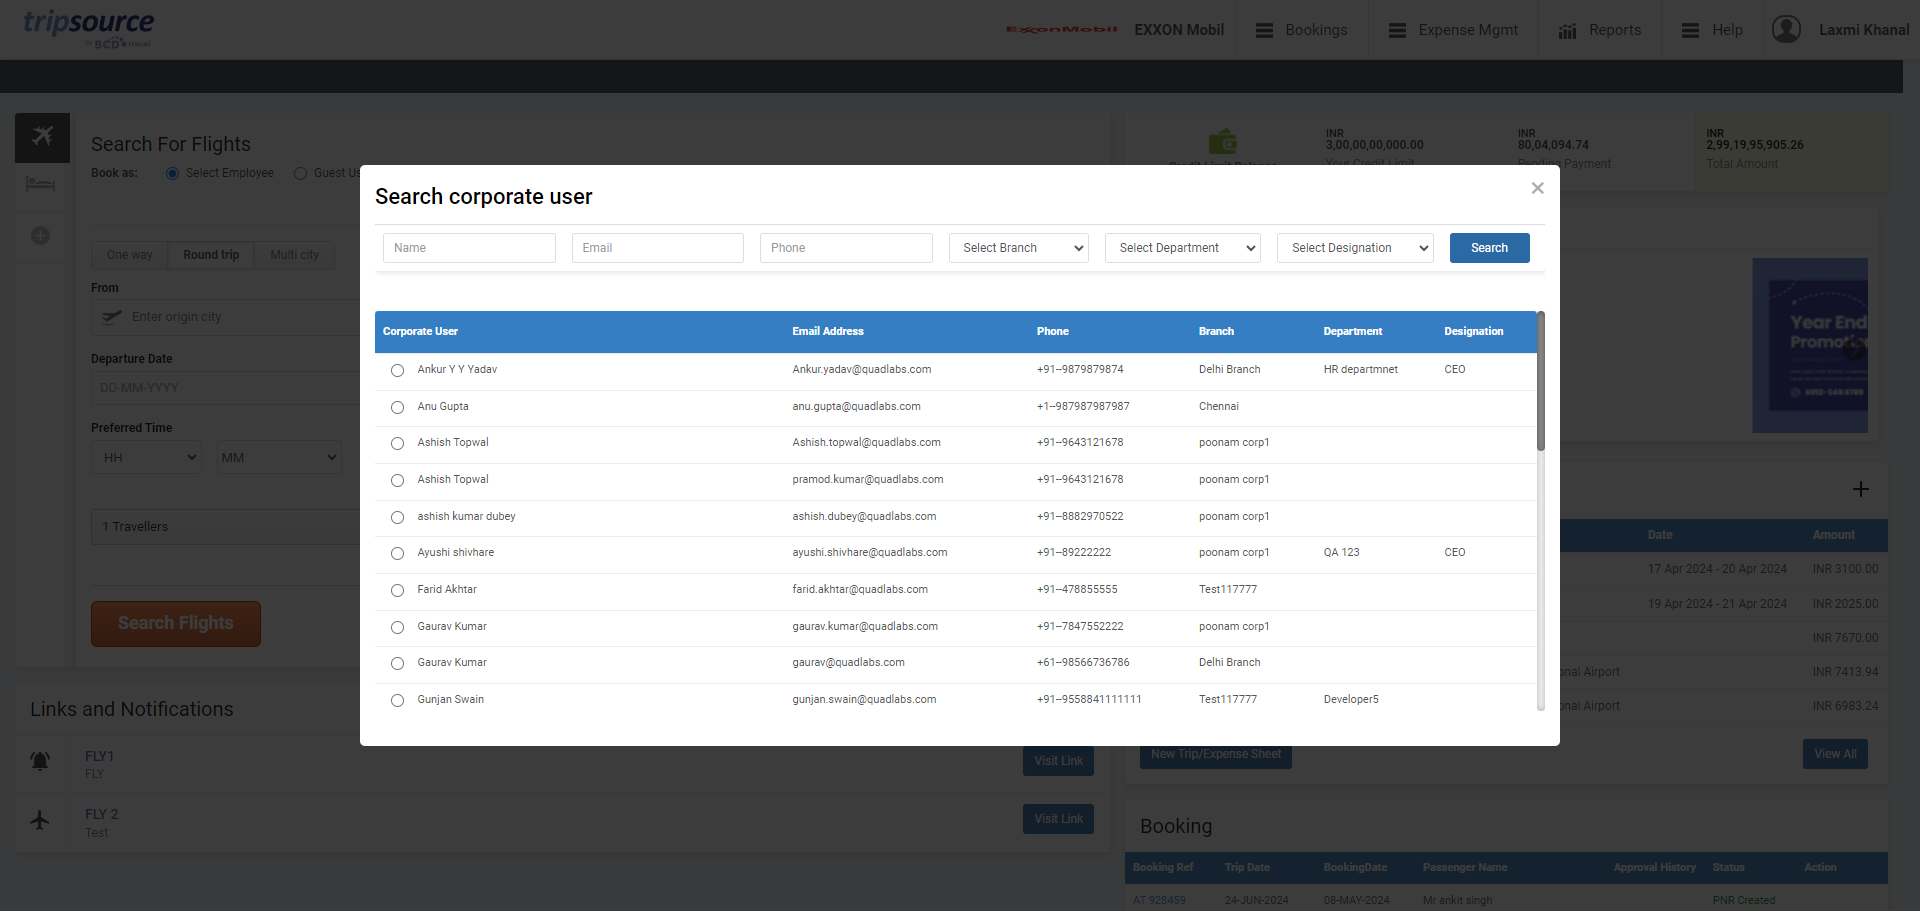 tripsource
by BCD travel
ExxonMobil
EXXON Mobil
Bookings
Expense Mgmt
Reports
Help
Laxmi Khanal
Search For Flights
Book as:
Select Employee
Guest Us
One way
Round trip
Multi city
From
Enter origin city
Departure Date
DD-MM-YYYY
Preferred Time
HH
MM
1 Travellers
Search Flights
INR
3,00,00,00,000.00
Your Credit Limit
INR
80,04,094.74
Pending Payment
INR
2,99,19,95,905.26
Total Amount
Credit Limit Balance
Search corporate user
×
Name
Email
Phone
Select Branch
Select Department
Select Designation
Search
Corporate User Email Address Phone Branch Department Designation
Ankur Y Y Yadav Ankur.yadav@quadlabs.com +91--9879879874 Delhi Branch HR departmnet CEO
Anu Gupta anu.gupta@quadlabs.com +1--987987987987 Chennai
Ashish Topwal Ashish.topwal@quadlabs.com +91--9643121678 poonam corp1
Ashish Topwal pramod.kumar@quadlabs.com +91--9643121678 poonam corp1
ashish kumar dubey ashish.dubey@quadlabs.com +91--8882970522 poonam corp1
Ayushi shivhare ayushi.shivhare@quadlabs.com +91--89222222 poonam corp1 QA 123 CEO
Farid Akhtar farid.akhtar@quadlabs.com +91--478855555 Test117777
Gaurav Kumar gaurav.kumar@quadlabs.com +91--7847552222 poonam corp1
Gaurav Kumar gaurav@quadlabs.com +61--98566736786 Delhi Branch
Gunjan Swain gunjan.swain@quadlabs.com +91--9558841111111 Test117777 Developer5
Year End
Promotio
Date Amount
17 Apr 2024 - 20 Apr 2024 INR 3100.00
19 Apr 2024 - 21 Apr 2024 INR 2025.00
INR 7670.00
onal Airport INR 7413.94
onal Airport INR 6983.24
New Trip/Expense Sheet
View All
Links and Notifications
FLY1
FLY
Visit Link
FLY 2
Test
Visit Link
Booking
Booking Ref Trip Date BookingDate Passenger Name Approval History Status Action
AT 928459 24-JUN-2024 08-MAY-2024 Mr ankit singh PNR Created